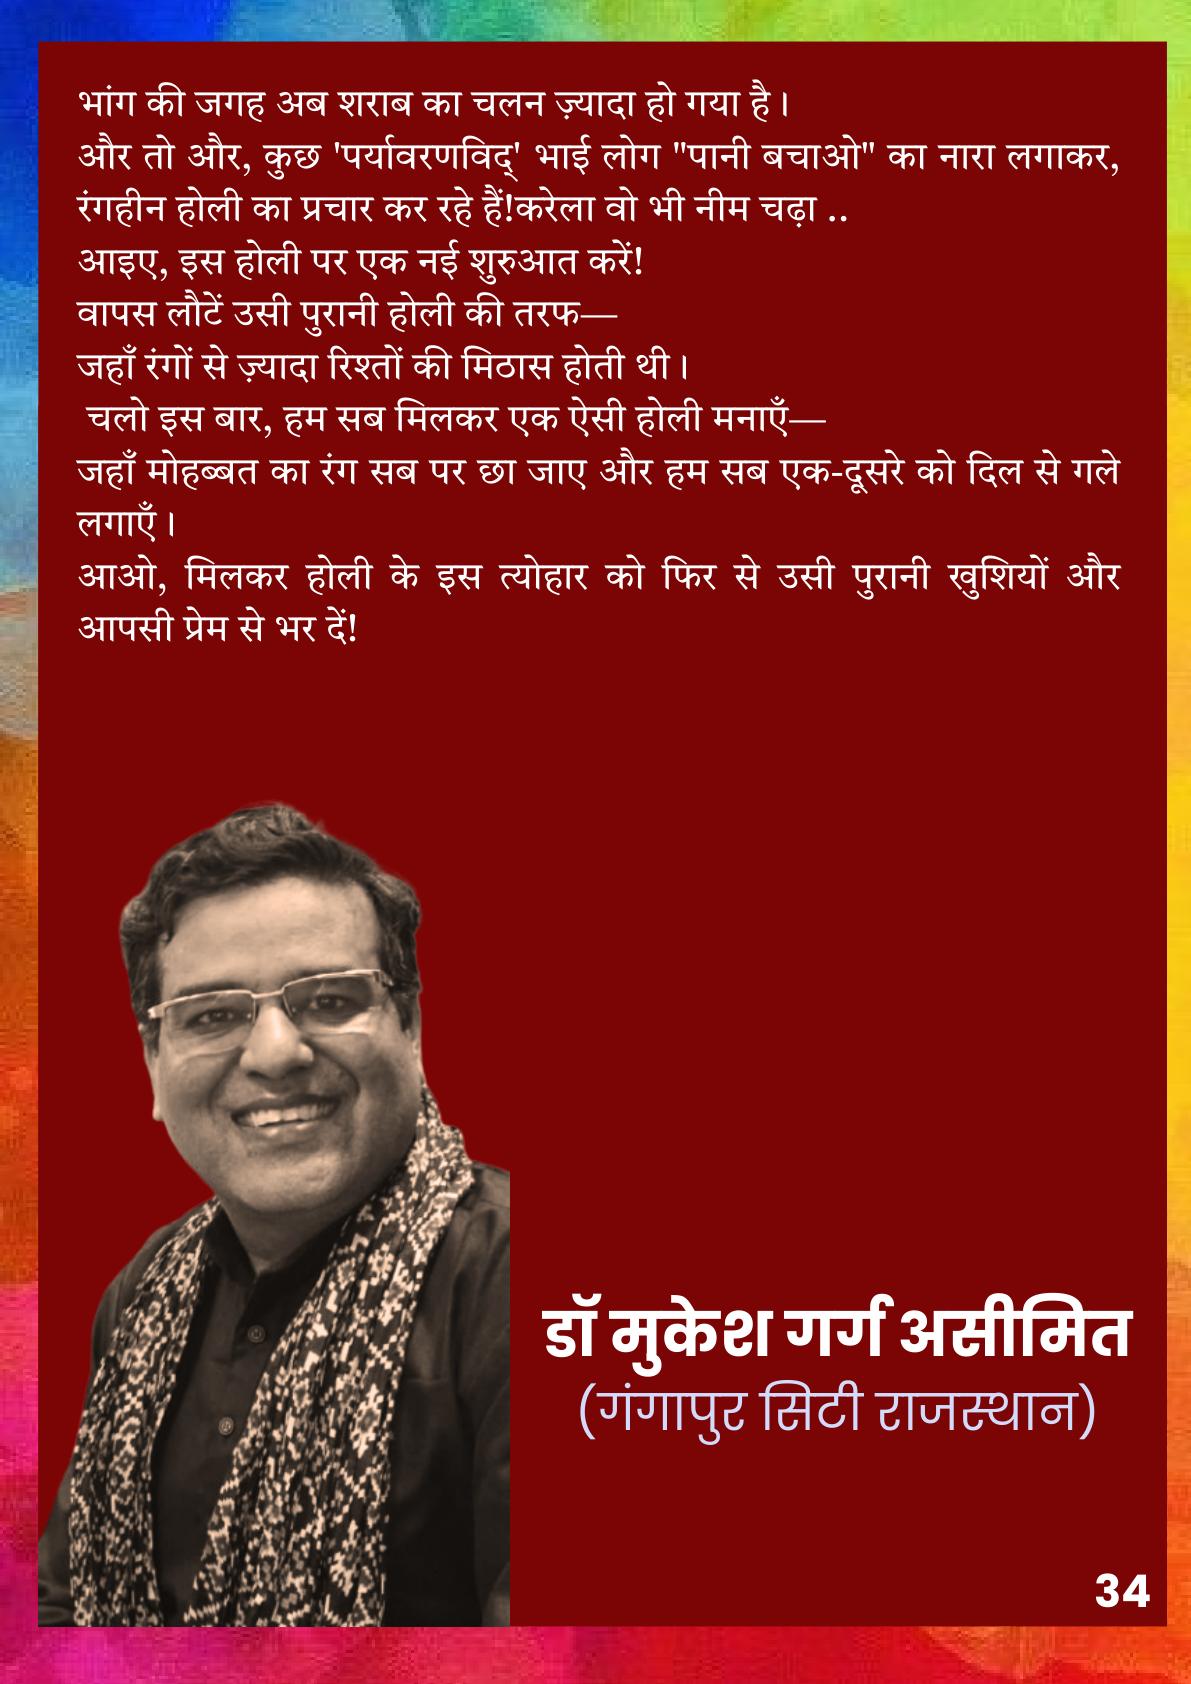 भांग की जगह अब शराब का चलन ज़्यादा हो गया है।
और तो और, कुछ 'पर्यावरणविद्' भाई लोग "पानी बचाओ" का नारा लगाकर,
रंगहीन होली का प्रचार कर रहे हैं!करेला वो भी नीम चढ़ा ..
आइए, इस होली पर एक नई शुरुआत करें!
वापस लौटें उसी पुरानी होली की तरफ—
जहाँ रंगों से ज़्यादा रिश्तों की मिठास होती थी।
चलो इस बार, हम सब मिलकर एक ऐसी होली मनाएँ—
जहाँ मोहब्बत का रंग सब पर छा जाए और हम सब एक-दूसरे को दिल से गले
लगाएँ।
आओ, मिलकर होली के इस त्योहार को फिर से उसी पुरानी खुशियों और
आपसी प्रेम से भर दें!
डॉ मुकेश गर्ग असीमित
(गंगापुर सिटी राजस्थान)
34